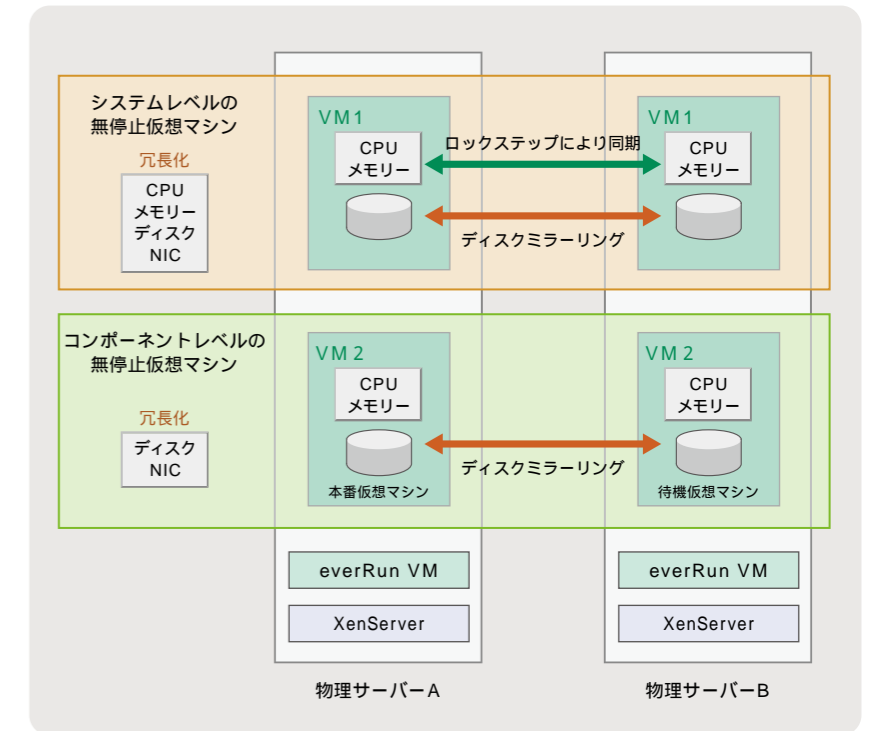 システムレベルの
無停止仮想マシン
冗長化
CPU
メモリー
ディスク
NIC
VM1
CPU
メモリー
ロックステップにより同期
ディスクミラーリング
VM1
CPU
メモリー
コンポーネントレベルの
無停止仮想マシン
冗長化
ディスク
NIC
VM2
CPU
メモリー
本番仮想マシン
ディスクミラーリング
VM2
CPU
メモリー
待機仮想マシン
everRun VM
XenServer
everRun VM
XenServer
物理サーバーA
物理サーバーB